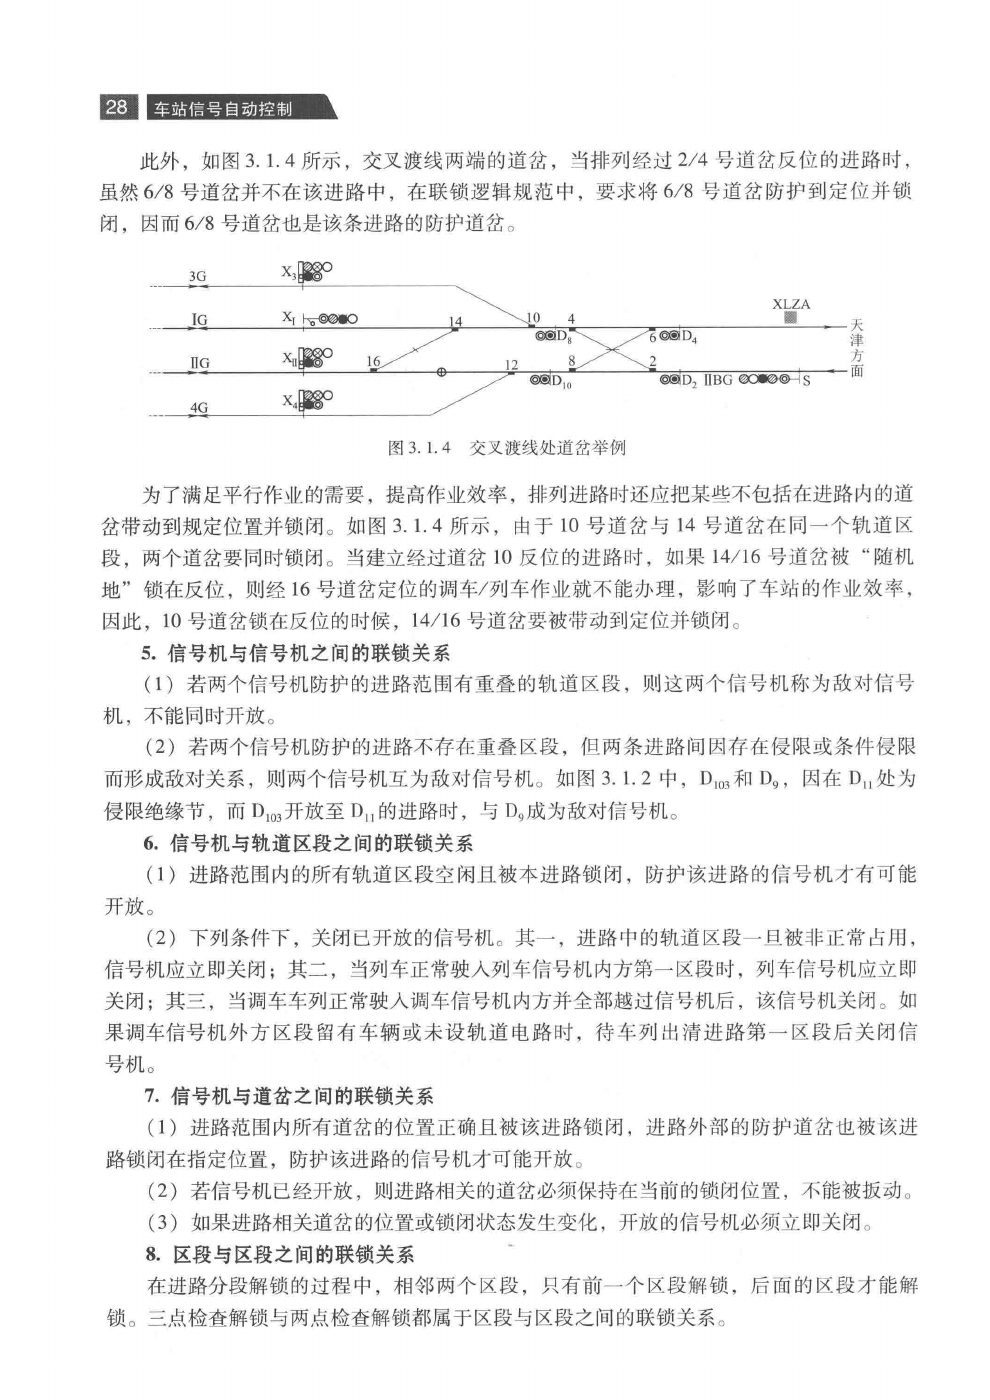 28 车站信号自动控制
此外，如图 3.1.4 所示，交叉渡线两端的道岔，当排列经过 2/4 号道岔反位的进路时，
虽然 6/8 号道岔并不在该进路中，在联锁逻辑规范中，要求将 6/8 号道岔防护到定位并锁
闭，因而 6/8 号道岔也是该条进路的防护道岔。
3G X₃
XLZA
ⅠG XⅠ 14 10 4 D₈ 6 D₄
天津方面
ⅡG XⅡ 16 12 8 D₁₀ 2 D₂ ⅡBG S
4G X₄
图 3.1.4 交叉渡线处道岔举例
为了满足平行作业的需要，提高作业效率，排列进路时还应把某些不包括在进路内的道
岔带动到规定位置并锁闭。如图 3.1.4 所示，由于 10 号道岔与 14 号道岔在同一个轨道区
段，两个道岔要同时锁闭。当建立经过道岔 10 反位的进路时，如果 14/16 号道岔被“随机
地”锁在反位，则经 16 号道岔定位的调车/列车作业就不能办理，影响了车站的作业效率，
因此，10 号道岔锁在反位的时候，14/16 号道岔要被带动到定位并锁闭。
5. 信号机与信号机之间的联锁关系
（1）若两个信号机防护的进路范围有重叠的轨道区段，则这两个信号机称为敌对信号
机，不能同时开放。
（2）若两个信号机防护的进路不存在重叠区段，但两条进路间因存在侵限或条件侵限
而形成敌对关系，则两个信号机互为敌对信号机。如图 3.1.2 中，D₁₀₃和 D₉，因在 D₁₁处为
侵限绝缘节，而 D₁₀₃开放至 D₁₁的进路时，与 D₉成为敌对信号机。
6. 信号机与轨道区段之间的联锁关系
（1）进路范围内的所有轨道区段空闲且被本进路锁闭，防护该进路的信号机才有可能
开放。
（2）下列条件下，关闭已开放的信号机。其一，进路中的轨道区段一旦被非正常占用，
信号机应立即关闭；其二，当列车正常驶入列车信号机内方第一区段时，列车信号机应立即
关闭；其三，当调车车列正常驶入调车信号机内方并全部越过信号机后，该信号机关闭。如
果调车信号机外方区段留有车辆或未设轨道电路时，待车列出清进路第一区段后关闭信
号机。
7. 信号机与道岔之间的联锁关系
（1）进路范围内所有道岔的位置正确且被该进路锁闭，进路外部的防护道岔也被该进
路锁闭在指定位置，防护该进路的信号机才可能开放。
（2）若信号机已经开放，则进路相关的道岔必须保持在当前的锁闭位置，不能被扳动。
（3）如果进路相关道岔的位置或锁闭状态发生变化，开放的信号机必须立即关闭。
8. 区段与区段之间的联锁关系
在进路分段解锁的过程中，相邻两个区段，只有前一个区段解锁，后面的区段才能解
锁。三点检查解锁与两点检查解锁都属于区段与区段之间的联锁关系。